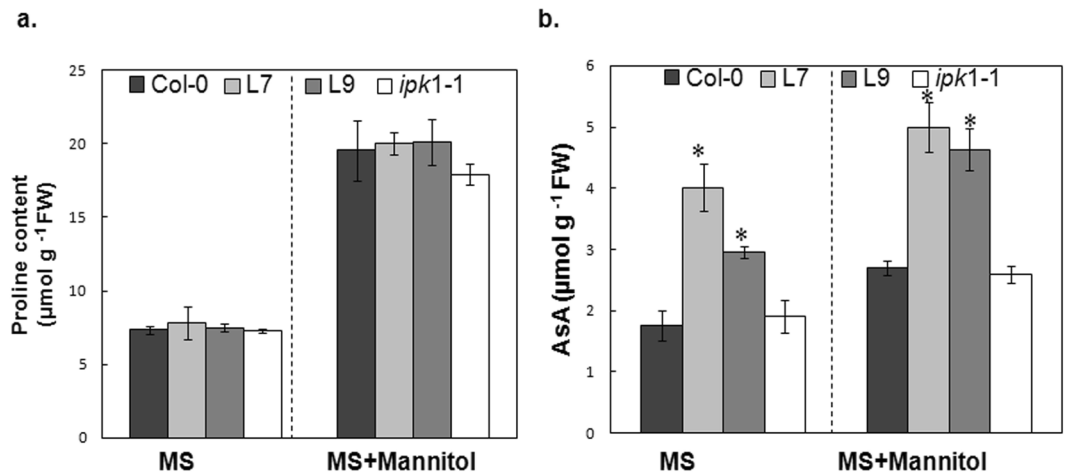 a.
Col-0 L7 L9 ipk1-1
25
20
15
10
5
0
Proline content
(µmol g -1 FW)
MS MS+Mannitol
b.
Col-0 L7 L9 ipk1-1
6
5
4
3
2
1
0
AsA (µmol g -1 FW)
* * * *
MS MS+Mannitol